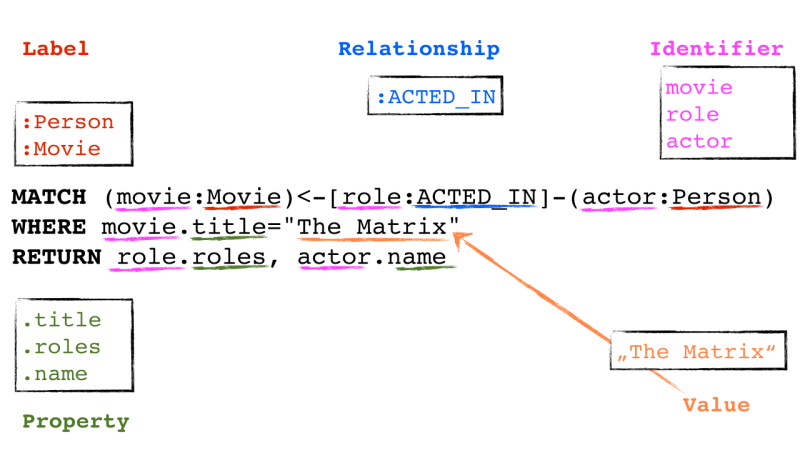 Label Relationship Identifier
:Person
:Movie
:ACTED_IN
movie
role
actor
MATCH (movie:Movie)<-[role:ACTED_IN]-(actor:Person)
WHERE movie.title="The Matrix"
RETURN role.roles, actor.name
.title
.roles
.name
Property
„The Matrix“
Value